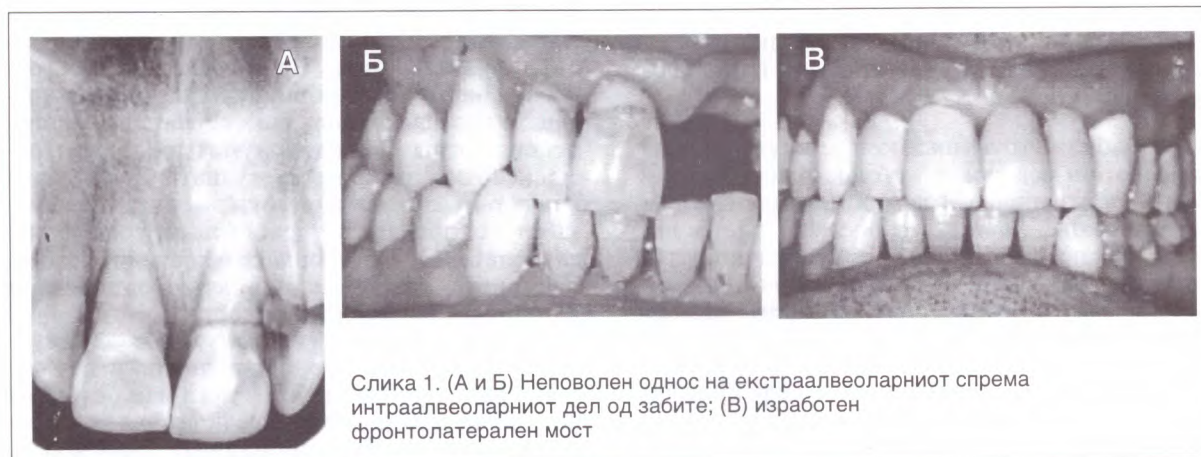 А
Б
В
Слика 1. (А и Б) Неповолен однос на екстраалвеоларниот спрема
интраалвеоларниот дел од забите; (В) изработен
фронтолатерален мост